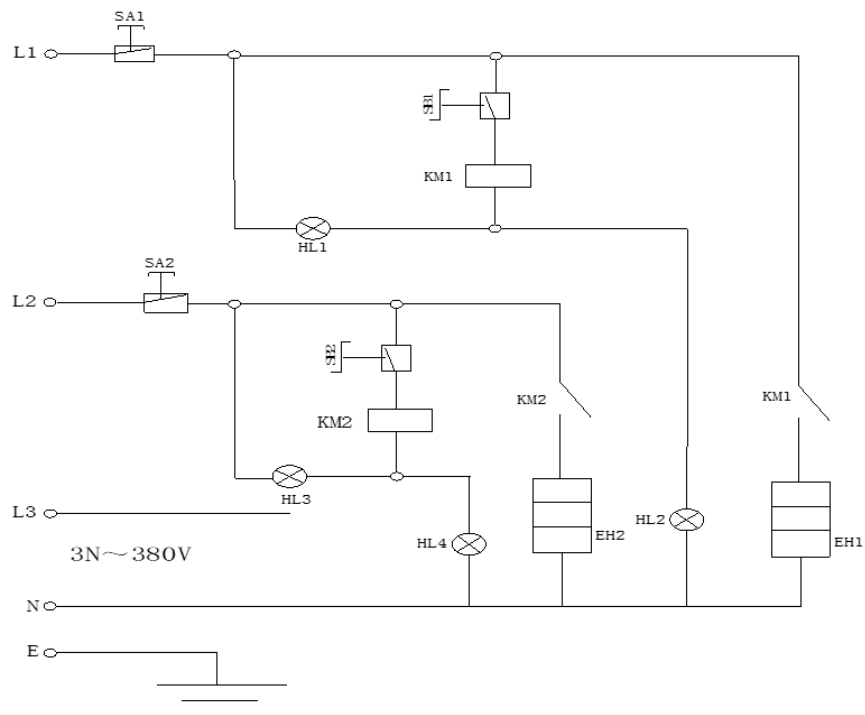 SA1
L1
SB1
KM1
HL1
SA2
L2
SB2
KM2
KM2
KM1
HL3
L3
HL4
EH2
HL2
EH1
3N～380V
N
E